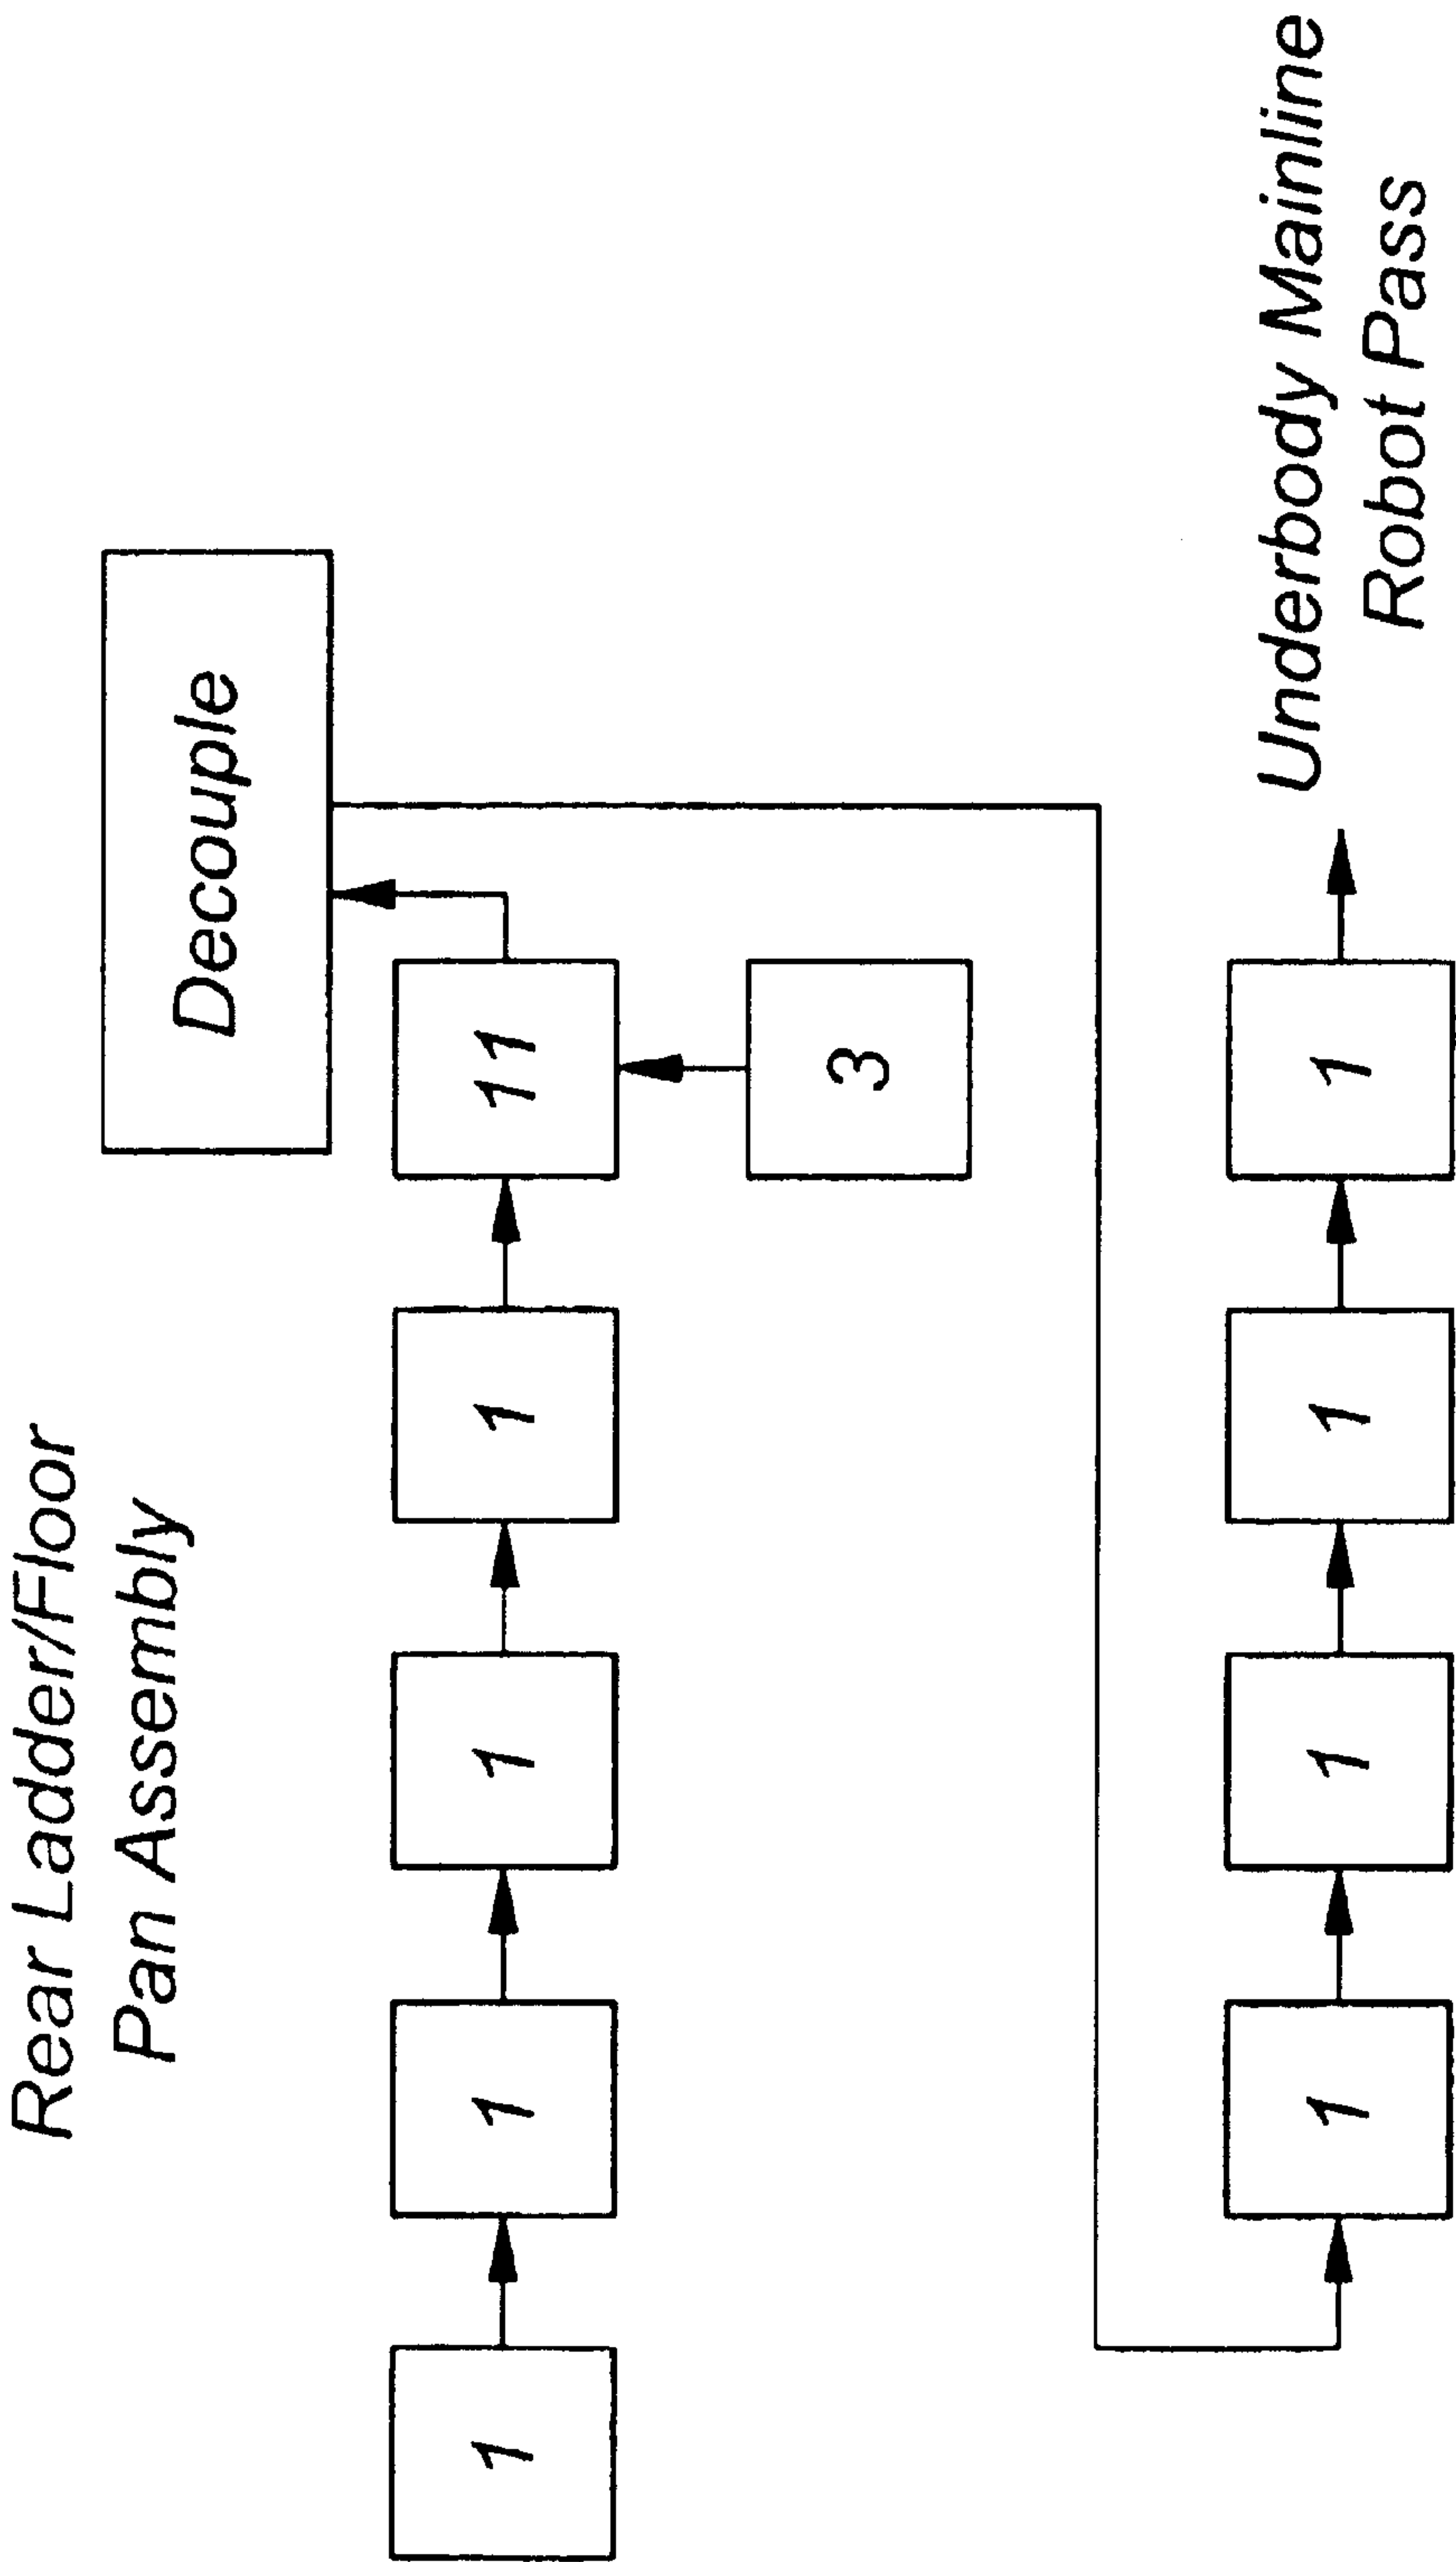 Rear Ladder/Floor
Pan Assembly
Decouple
1
1
1
1
11
3
1
1
1
1
Underbody Mainline
Robot Pass